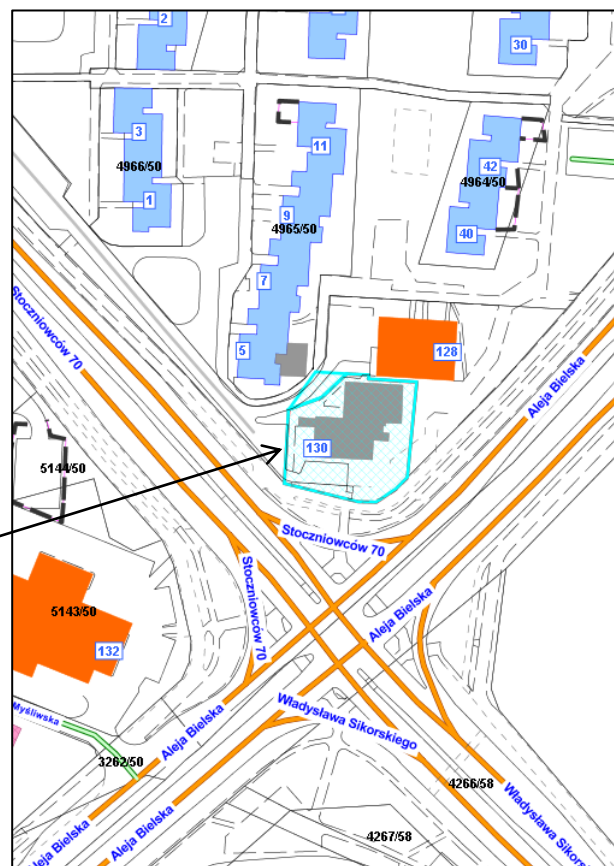 2
30
3
11
42
4966/50
4964/50
1
9
4965/50
40
7
Stoczniowców 70
5
128
Aleja Bielska
130
5144/50
Stoczniowców 70
Stoczniowców 70
Aleja Bielska
5143/50
132
Władysława Sikorskiego
Myśliwska
Aleja Bielska
3262/50
4266/58
Władysława Sikors
Aleja Bielska
4267/58
Aleja Bielska
Aleja Bielska